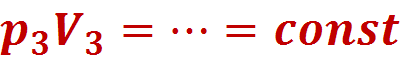 p₃V₃ = ⋯ = const